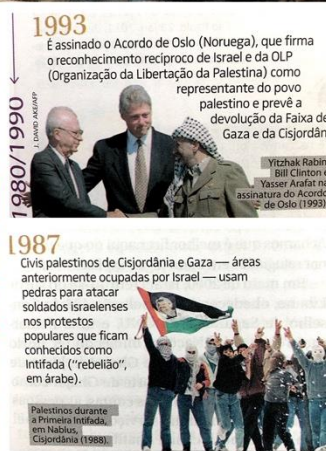 1993
É assinado o Acordo de Oslo (Noruega), que firma
o reconhecimento recíproco de Israel e da OLP
(Organização da Libertação da Palestina) como
representante do povo
palestino e prevê a
devolução da Faixa de
Gaza e da Cisjordân
Yitzhak Rabin,
Bill Clinton e
Yasser Arafat na
assinatura do Acordo
de Oslo (1993)
J. DAVID AKE/AFP
1980/1990
1987
Civis palestinos de Cisjordânia e Gaza — áreas
anteriormente ocupadas por Israel — usam
pedras para atacar
soldados israelenses
nos protestos
populares que ficam
conhecidos como
Intifada (“rebelião”,
em árabe).
Palestinos durante
a Primeira Intifada,
em Nablus,
Cisjordânia (1988).